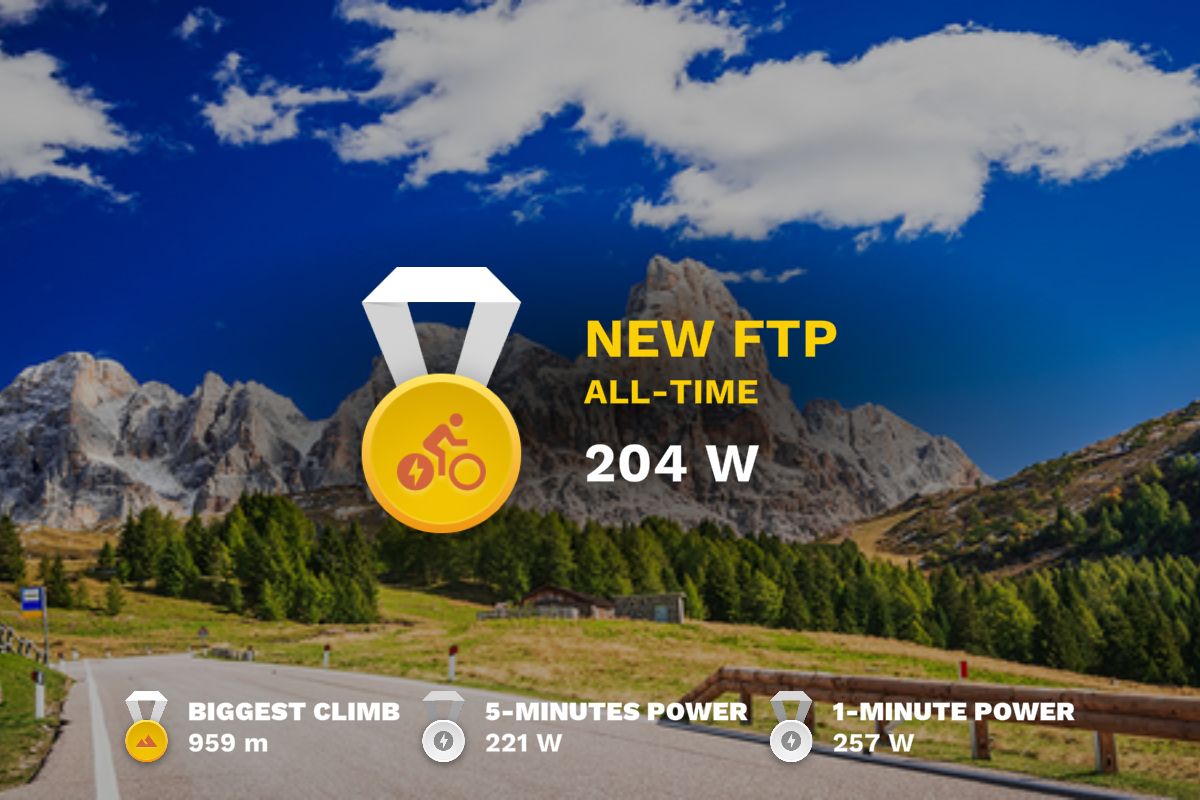 NEW FTP
ALL-TIME
204 W
BIGGEST CLIMB
959 m
5-MINUTES POWER
221 W
1-MINUTE POWER
257 W